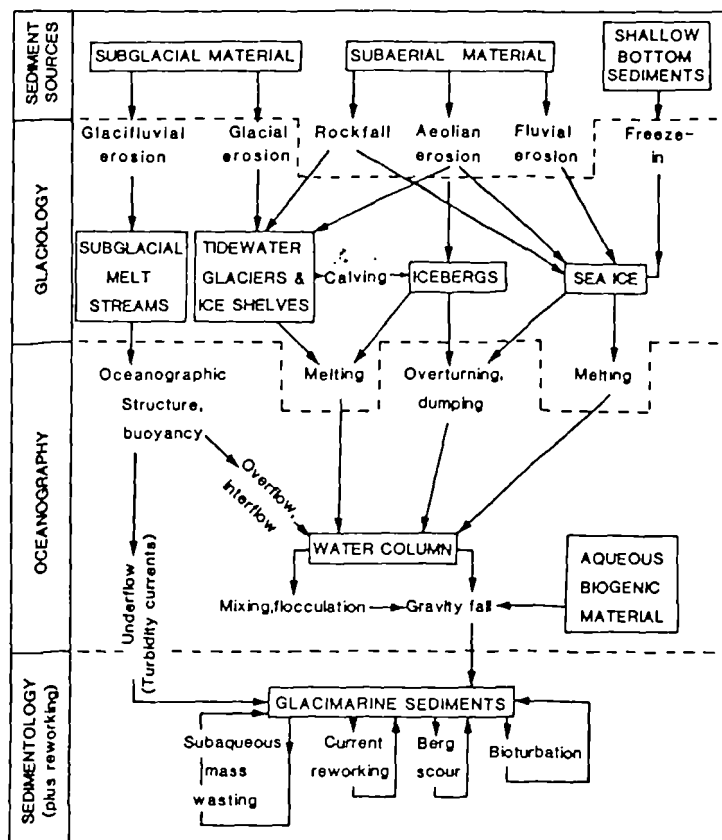 SEDIMENT
SOURCES
SUBGLACIAL MATERIAL
SUBAERIAL MATERIAL
SHALLOW
BOTTOM
SEDIMENTS
GLACIOLOGY
Glacifluvial
erosion
Glacial
erosion
Rockfall
Aeolian
erosion
Fluvial
erosion
Freeze-
in
SUBGLACIAL
MELT
STREAMS
TIDEWATER
GLACIERS &
ICE SHELVES
Calving
ICEBERGS
SEA ICE
OCEANOGRAPHY
Oceanographic
Structure,
buoyancy
Melting
Overturning,
dumping
Melting
Overflow,
interflow
Underflow
(Turbidity currents)
WATER COLUMN
Mixing, flocculation
Gravity fall
AQUEOUS
BIOGENIC
MATERIAL
SEDIMENTOLOGY
(plus reworking)
GLACIMARINE SEDIMENTS
Subaqueous
mass
wasting
Current
reworking
Berg
scour
Bioturbation